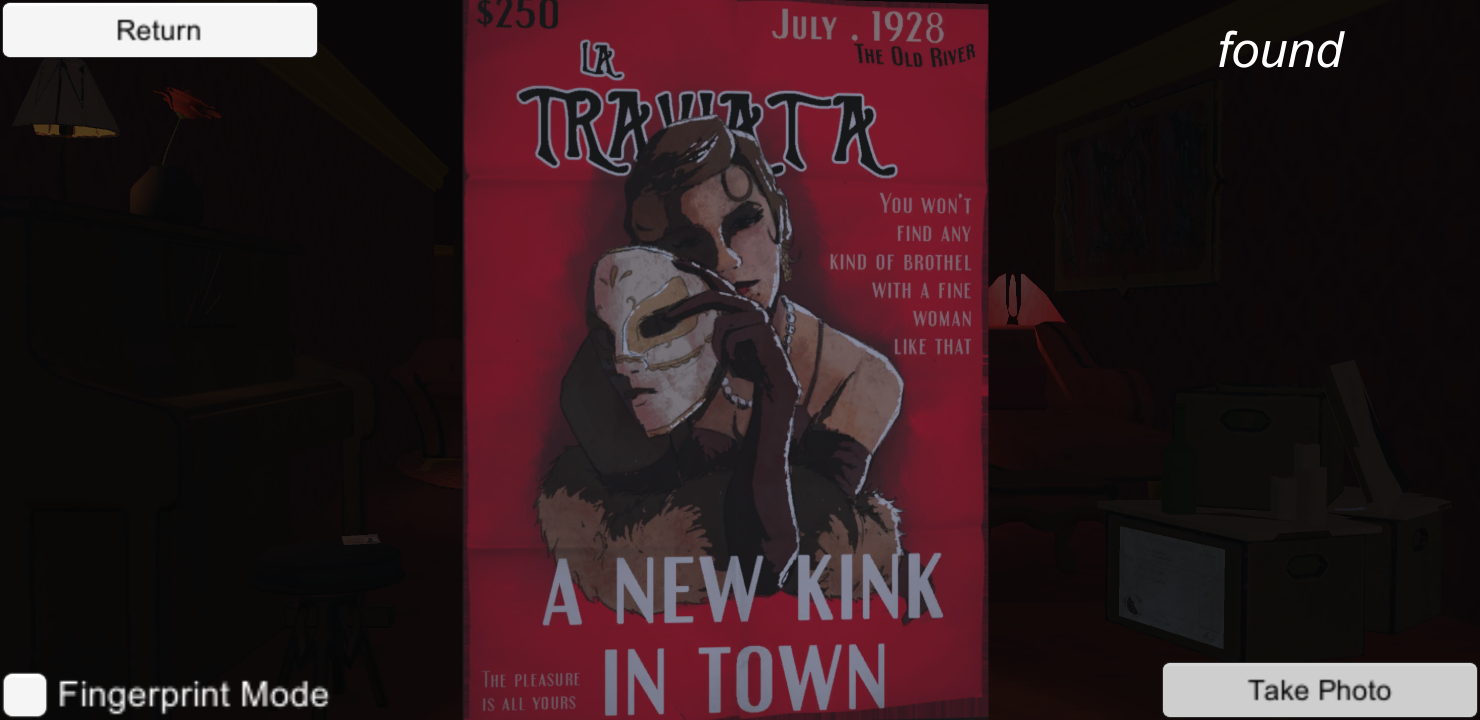 Return
$250
July . 1928
The Old River
found
La
Traviata
You won't
find any
kind of brothel
with a fine
woman
like that
A NEW KINK
IN TOWN
The pleasure
is all yours
Fingerprint Mode
Take Photo